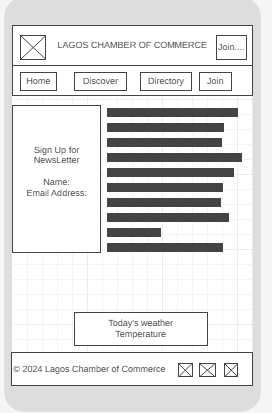 LAGOS CHAMBER OF COMMERCE
Join....
Home
Discover
Directory
Join
Sign Up for
NewsLetter
Name:
Email Address:
Today's weather
Temperature
© 2024 Lagos Chamber of Commerce